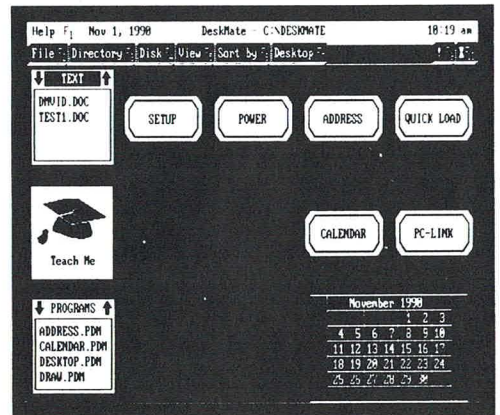 Help F1 Nov 1, 1990 DeskMate - C:\DESKMATE 10:19 am
File Directory Disk View Sort by Desktop
TEXT
DMVID.DOC
TEST1.DOC
SETUP POWER ADDRESS QUICK LOAD
Teach Me
CALENDAR PC-LINK
PROGRAMS
ADDRESS.PDM
CALENDAR.PDM
DESKTOP.PDM
DRAW.PDM
November 1990
1 2 3
4 5 6 7 8 9 10
11 12 13 14 15 16 17
18 19 20 21 22 23 24
25 26 27 28 29 30